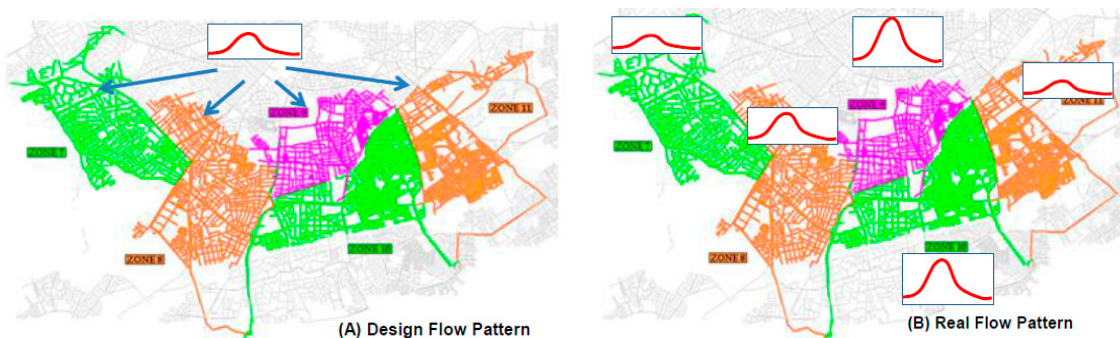 ZONE 9
ZONE 11
ZONE 7
ZONE 8
ZONE 10
(A) Design Flow Pattern
ZONE 7
ZONE 8
ZONE 10
(B) Real Flow Pattern